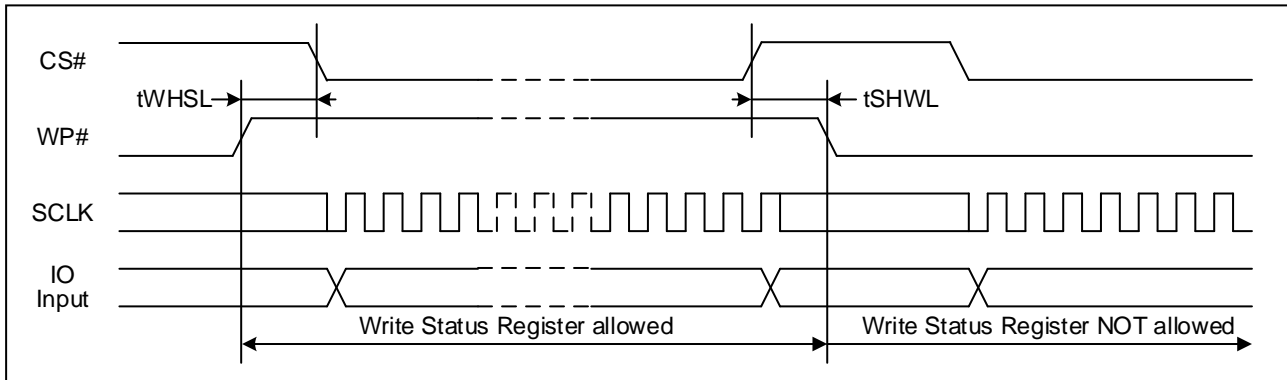 CS#
tWHSL
tSHWL
WP#
SCLK
IO
Input
Write Status Register allowed
Write Status Register NOT allowed